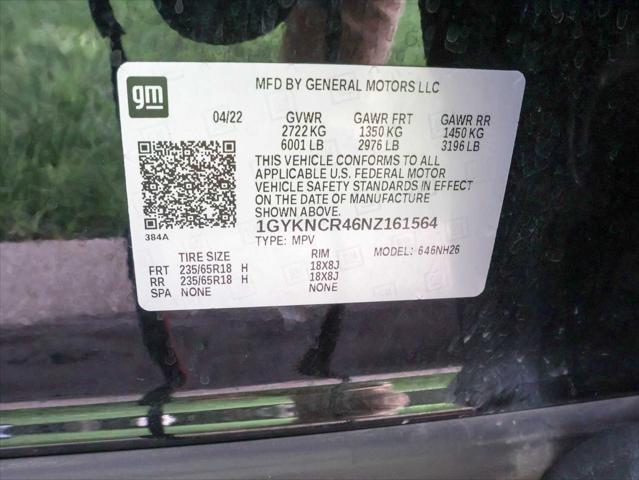 gm
MFD BY GENERAL MOTORS LLC
04/22 GVWR GAWR FRT GAWR RR
2722 KG 1350 KG 1450 KG
6001 LB 2976 LB 3196 LB
THIS VEHICLE CONFORMS TO ALL
APPLICABLE U.S. FEDERAL MOTOR
VEHICLE SAFETY STANDARDS IN EFFECT
ON THE DATE OF MANUFACTURE
SHOWN ABOVE.
384A
1GYKNCR46NZ161564
TYPE: MPV MODEL: 646NH26
TIRE SIZE RIM
FRT 235/65R18 H 18X8J
RR 235/65R18 H 18X8J
SPA NONE NONE